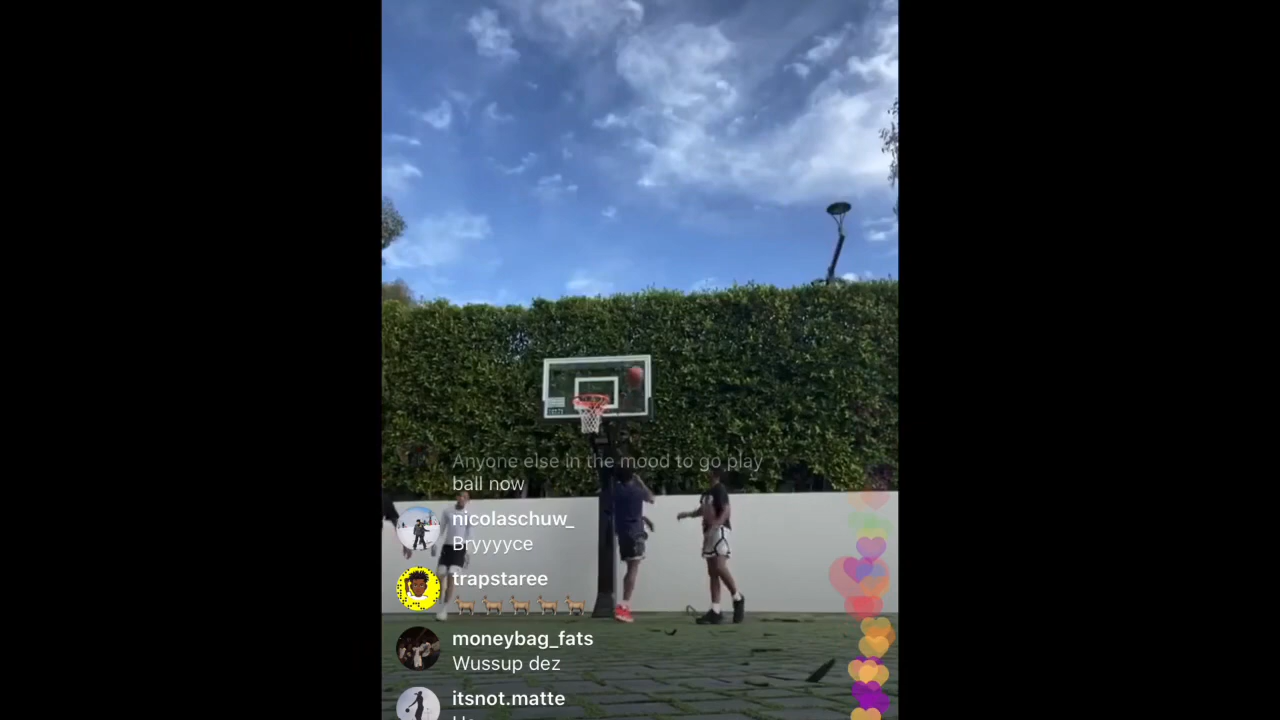 Anyone else in the mood to go play
ball now
nicolaschuw_
Bryyyyce
trapstaree
moneybag_fats
Wussup dez
itsnot.matte